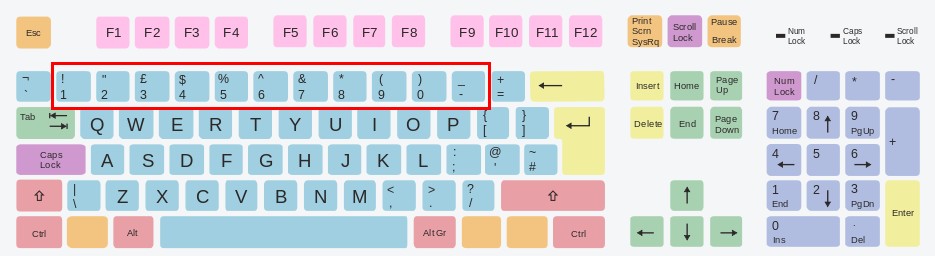 Esc F1 F2 F3 F4 F5 F6 F7 F8 F9 F10 F11 F12 Print Scrn SysRq Scroll Lock Pause Break Num Lock Caps Lock Scroll Lock
¬ ` ! 1 " 2 £ 3 $ 4 % 5 ^ 6 & 7 * 8 ( 9 ) 0 _ - + = ← Insert Home Page Up Num Lock / * -
Tab Q W E R T Y U I O P { [ } ] Delete End Page Down 7 Home 8 ↑ 9 PgUp +
Caps Lock A S D F G H J K L : ; @ ' ~ # 4 ← 5 6 →
⇧ | \ Z X C V B N M < , > . ? / ⇧ ↑ 1 End 2 ↓ 3 PgDn Enter
Ctrl Alt Alt Gr Ctrl ← ↓ → 0 Ins . Del